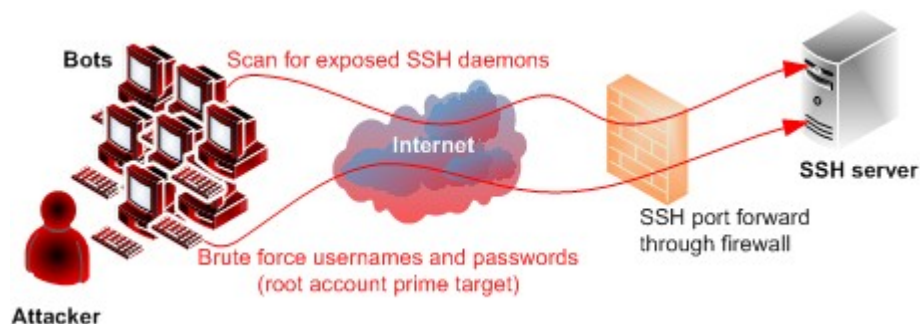 Bots
Scan for exposed SSH daemons
Internet
SSH server
SSH port forward
through firewall
Brute force usernames and passwords
(root account prime target)
Attacker